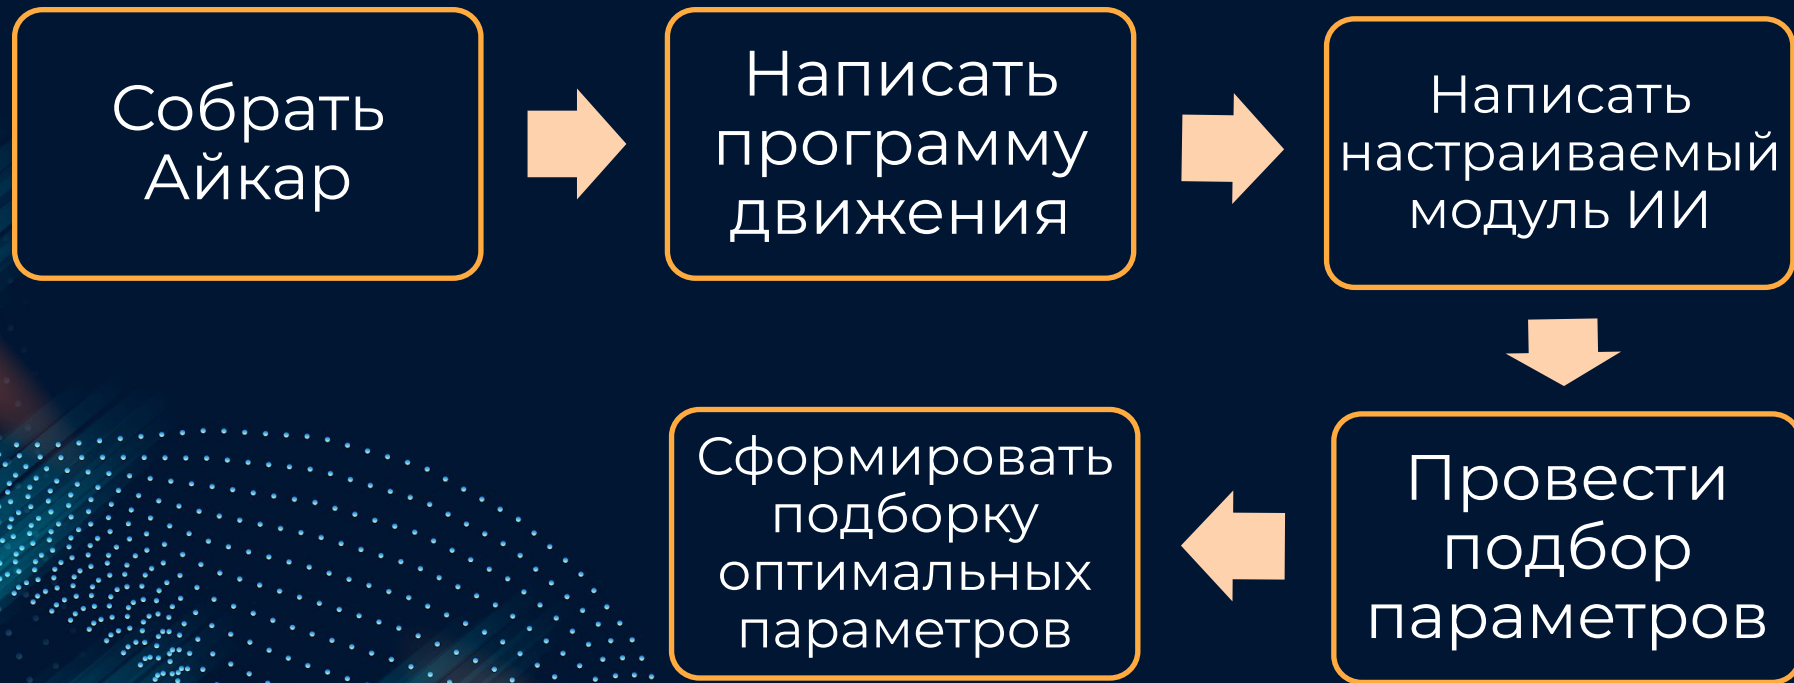 Собрать
Айкар
Написать
программу
движения
Написать
настраиваемый
модуль ИИ
Провести
подбор
параметров
Сформировать
подборку
оптимальных
параметров